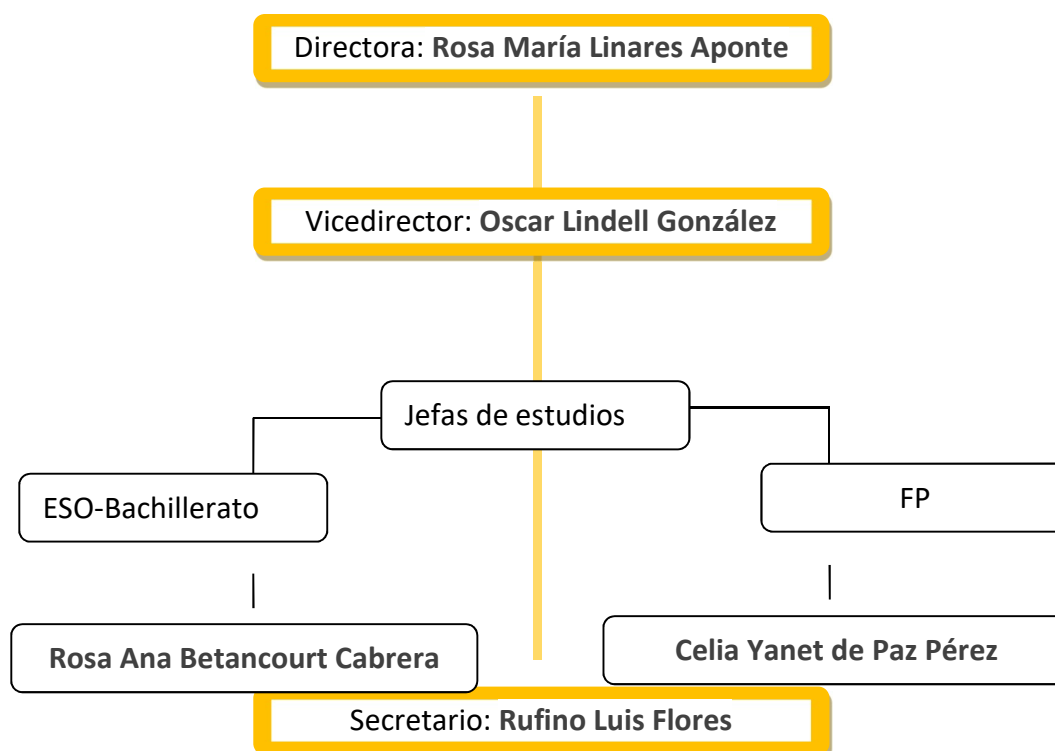 Directora: Rosa María Linares Aponte
Vicedirector: Oscar Lindell González
Jefas de estudios
ESO-Bachillerato
FP
Rosa Ana Betancourt Cabrera
Celia Yanet de Paz Pérez
Secretario: Rufino Luis Flores